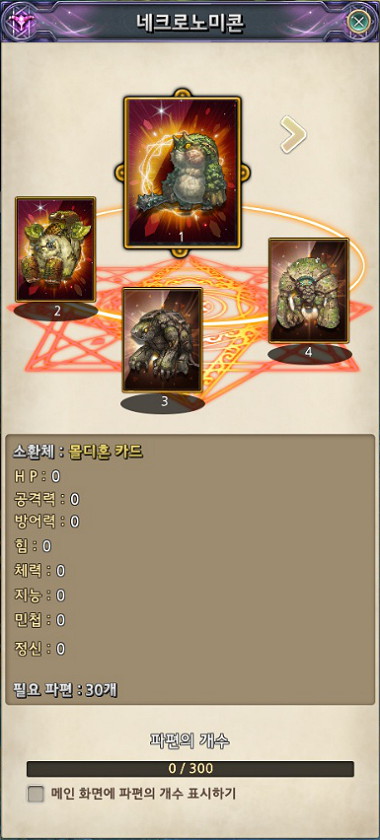 네크로노미콘
1
2
3
4
소환체 : 몰디혼 카드
H P : 0
공격력 : 0
방어력 : 0
힘 : 0
체력 : 0
지능 : 0
민첩 : 0
정신 : 0
필요 파편 : 30개
파편의 개수
0 / 300
메인 화면에 파편의 개수 표시하기